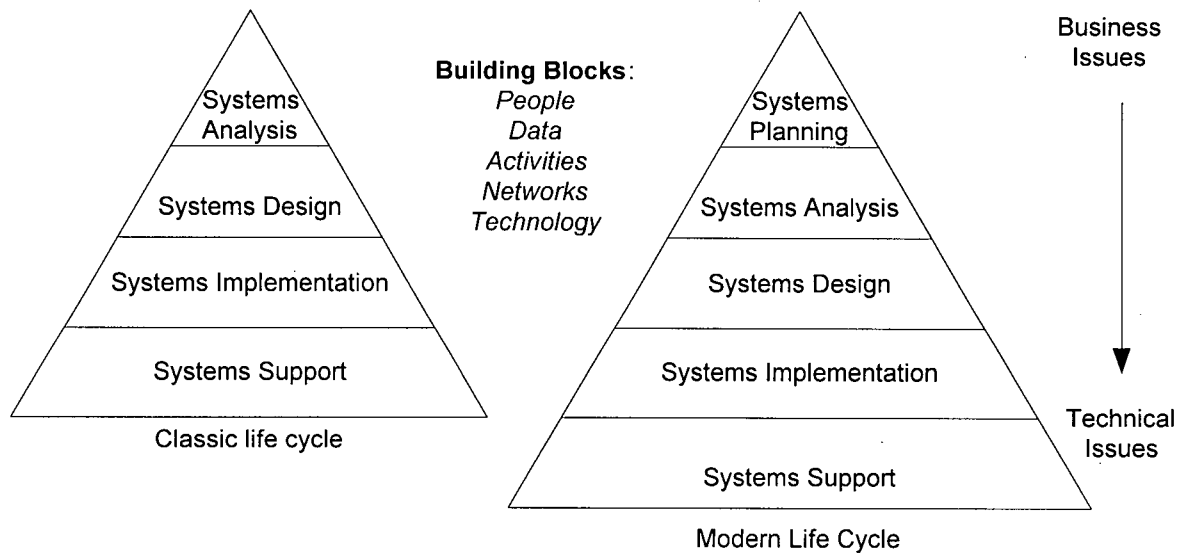 Systems
Analysis
Systems Design
Systems Implementation
Systems Support
Classic life cycle
Building Blocks:
People
Data
Activities
Networks
Technology
Systems
Planning
Systems Analysis
Systems Design
Systems Implementation
Systems Support
Modern Life Cycle
Business
Issues
Technical
Issues